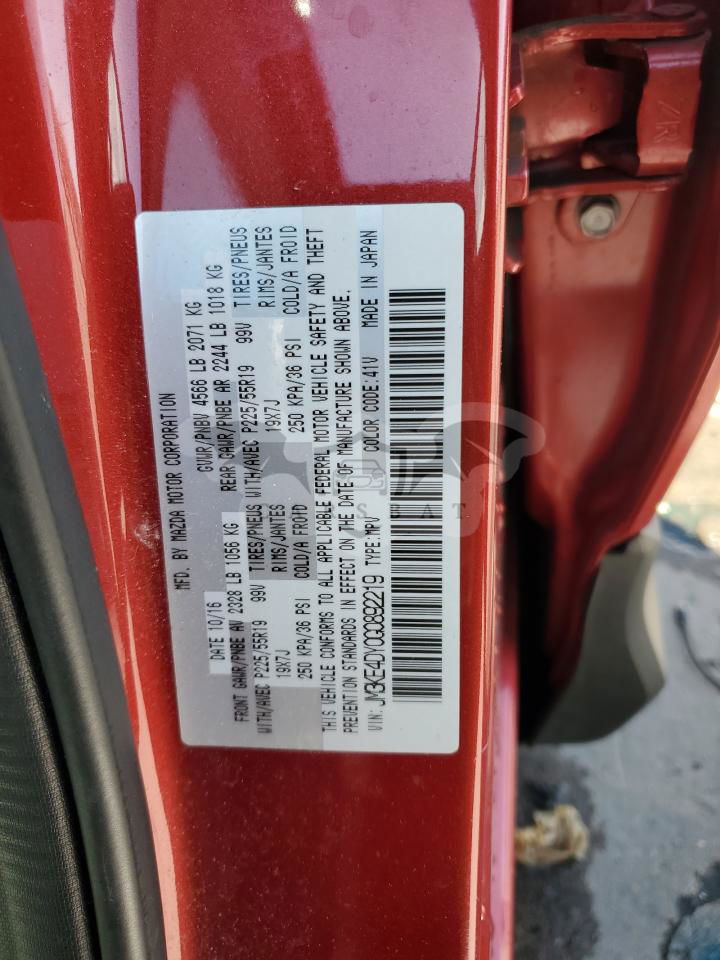 MFD. BY MAZDA MOTOR CORPORATION
DATE 10/16 GVWR/PNBV 4566 LB 2071 KG
FRONT GAWR/PNBE AV 2328 LB 1056 KG REAR GAWR/PNBE AR 2244 LB 1018 KG
WITH/AVEC P225/55R19 99V TIRES/PNEUS WITH/AVEC P225/55R19 99V TIRES/PNEUS
19X7J RIMS/JANTES 19X7J RIMS/JANTES
250 KPA/36 PSI COLD/A FROID 250 KPA/36 PSI COLD/A FROID
THIS VEHICLE CONFORMS TO ALL APPLICABLE FEDERAL MOTOR VEHICLE SAFETY AND THEFT
PREVENTION STANDARDS IN EFFECT ON THE DATE OF MANUFACTURE SHOWN ABOVE.
VIN: JM3KE4DY0G0892219 TYPE:MPV COLOR CODE:41V MADE IN JAPAN